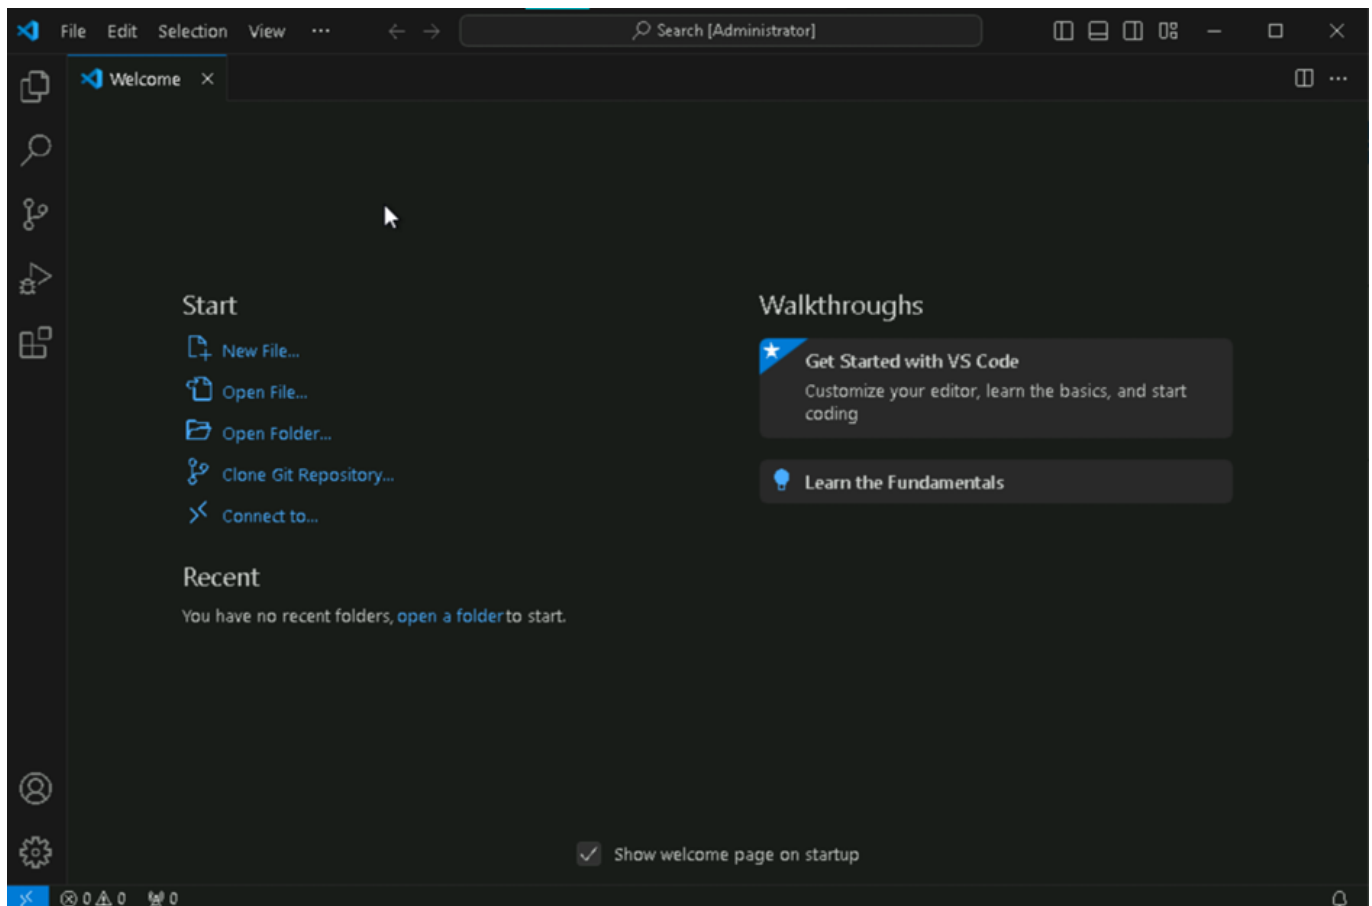 File Edit Selection View ··· Search [Administrator]
Welcome
Start
New File...
Open File...
Open Folder...
Clone Git Repository...
Connect to...
Recent
You have no recent folders, open a folder to start.
Walkthroughs
Get Started with VS Code
Customize your editor, learn the basics, and start
coding
Learn the Fundamentals
Show welcome page on startup
0 0 0